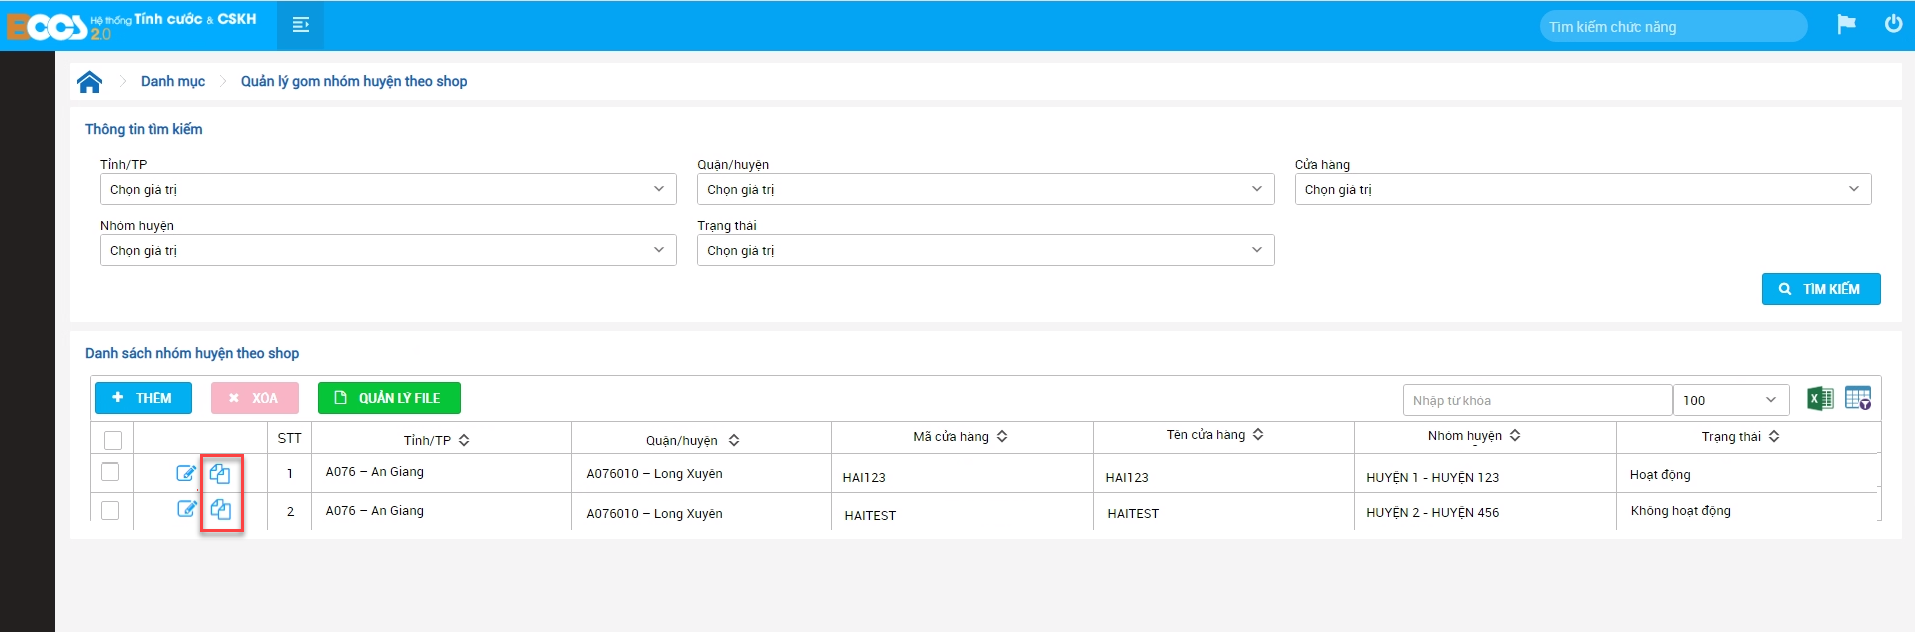 BCCS Hệ thống Tính cước & CSKH 2.0
Tìm kiếm chức năng
Danh mục
Quản lý gom nhóm huyện theo shop
Thông tin tìm kiếm
Tỉnh/TP Quận/huyện Cửa hàng
Chọn giá trị Chọn giá trị Chọn giá trị
Nhóm huyện Trạng thái
Chọn giá trị Chọn giá trị
TÌM KIẾM
Danh sách nhóm huyện theo shop
THÊM XÓA QUẢN LÝ FILE Nhập từ khóa 100
STT Tỉnh/TP Quận/huyện Mã cửa hàng Tên cửa hàng Nhóm huyện Trạng thái
1 A076 – An Giang A076010 – Long Xuyên HAI123 HAI123 HUYỆN 1 - HUYỆN 123 Hoạt động
2 A076 – An Giang A076010 – Long Xuyên HAITEST HAITEST HUYỆN 2 - HUYỆN 456 Không hoạt động